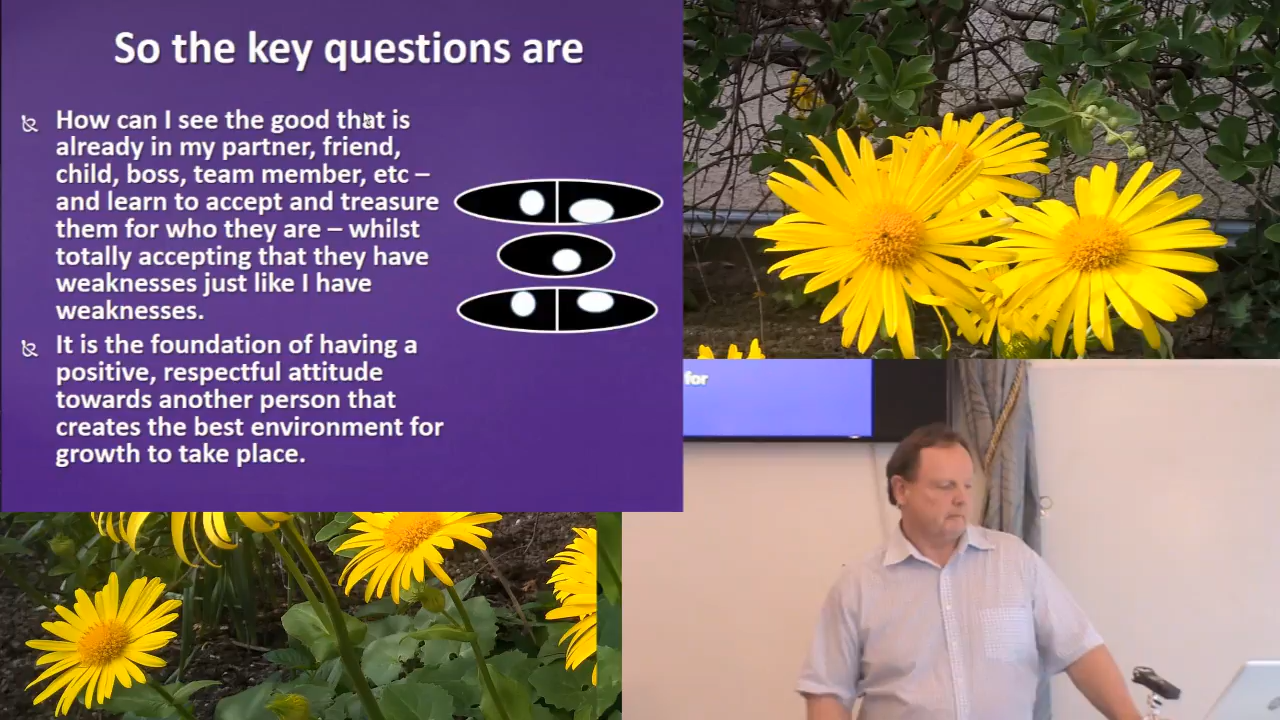 So the key questions are
How can I see the good that is
already in my partner, friend,
child, boss, team member, etc –
and learn to accept and treasure
them for who they are – whilst
totally accepting that they have
weaknesses just like I have
weaknesses.
It is the foundation of having a
positive, respectful attitude
towards another person that
creates the best environment for
growth to take place.
for